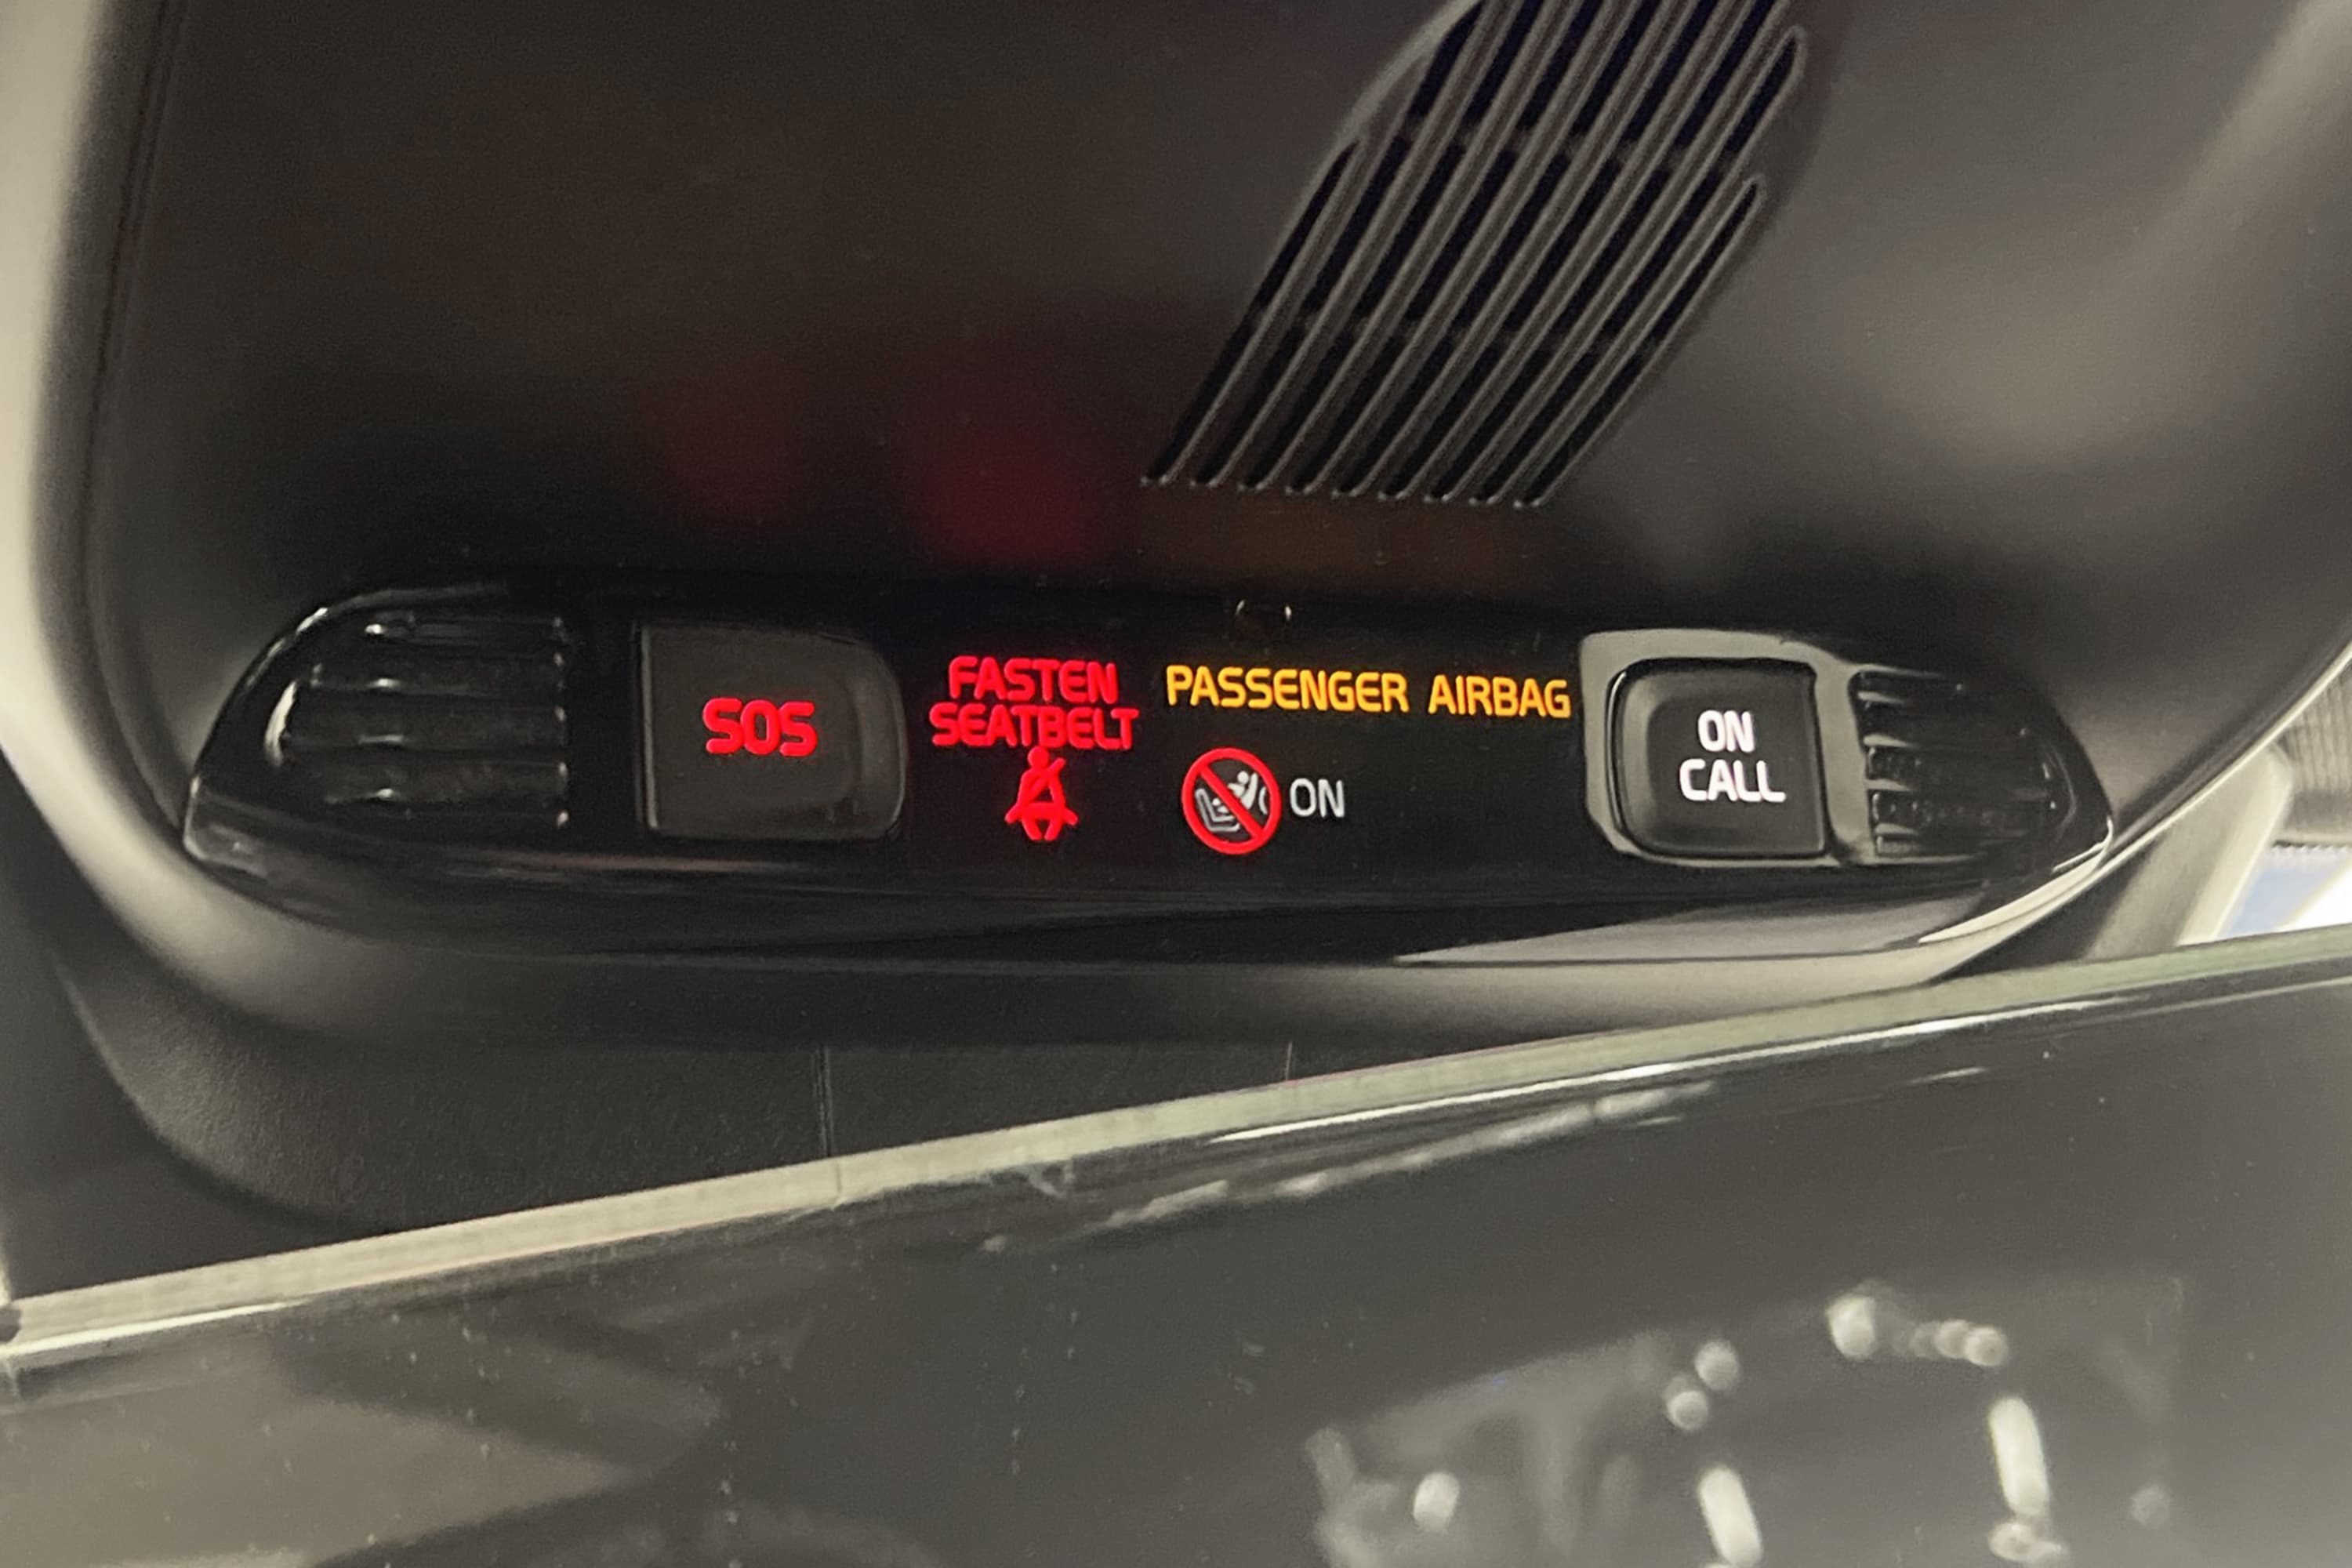 SOS
FASTEN
SEATBELT
PASSENGER AIRBAG
ON
ON
CALL